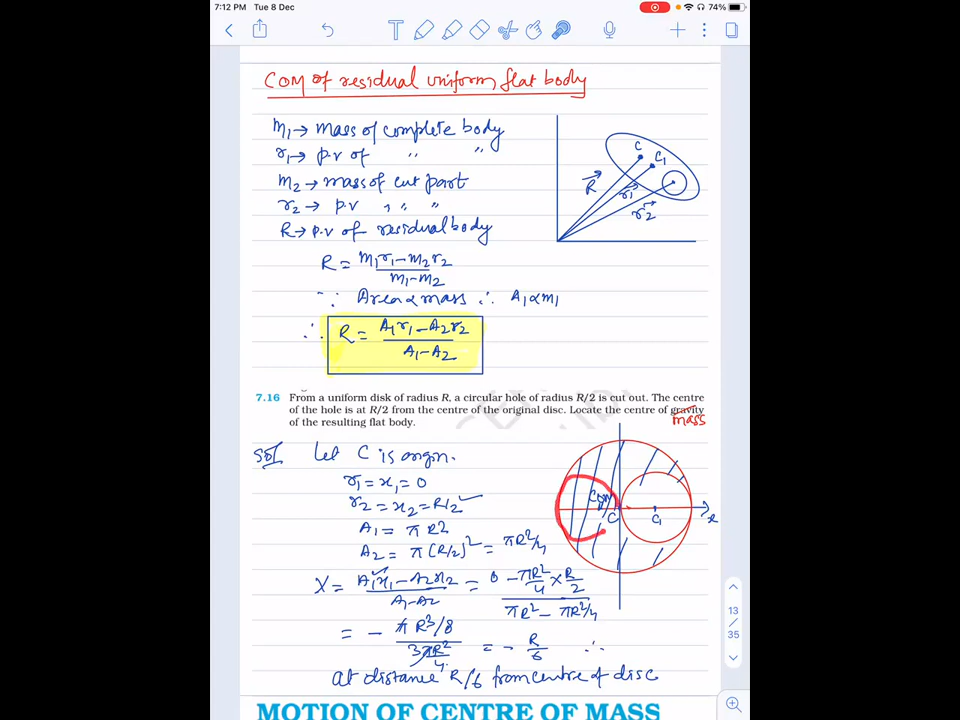 7:12 PM Tue 8 Dec
74%
COM of residual uniform flat body
m1 → mass of complete body
r1 → p.v of " "
m2 → mass of cut part
r2 → p.v " " "
R → p.v of residual body
C
C1
R
r1
r2
R = m1r1 - m2r2 / m1 - m2
∵ Area ∝ mass ∴ A1 ∝ m1
∴ R = A1r1 - A2r2 / A1 - A2
7.16 From a uniform disk of radius R, a circular hole of radius R/2 is cut out. The centre
of the hole is at R/2 from the centre of the original disc. Locate the centre of gravity
mass
of the resulting flat body.
Sol Let C is origin.
r1 = x1 = 0
r2 = x2 = R/2
A1 = πR2
A2 = π(R/2)2 = πR2/4
COM
C
C1
x
X = A1x1 - A2x2 / A1-A2 = 0 - πR2/4 × R/2 / πR2 - πR2/4
= - πR3/8 / 3πR2/4 = - R/6 ∴
At distance R/6 from centre of disc
13
/
35
MOTION OF CENTRE OF MASS